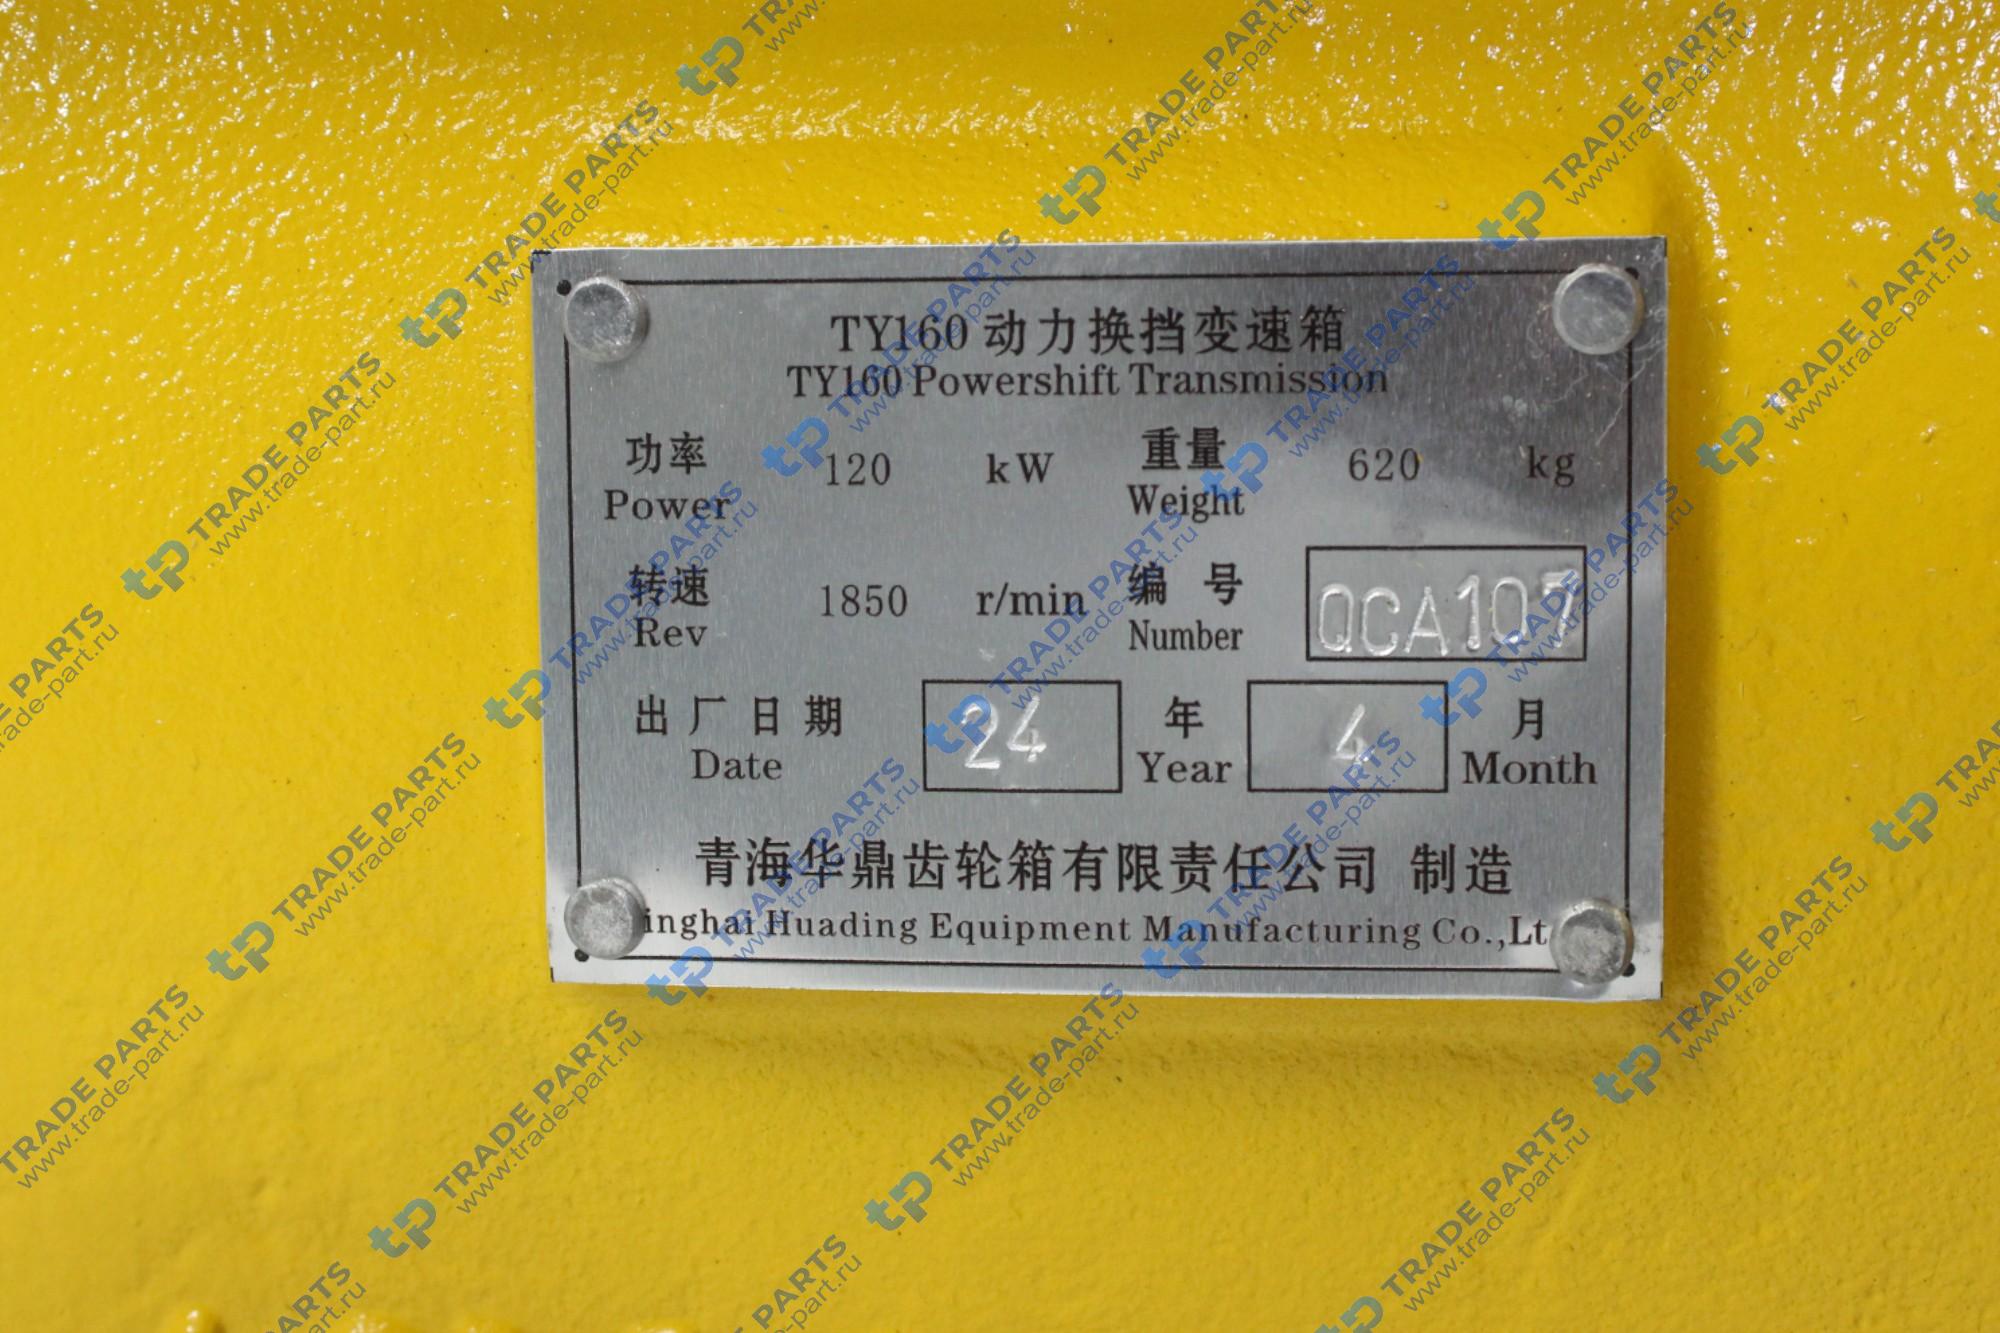 TY160 动力换挡变速箱
TY160 Powershift Transmission
功率 120 kW 重量 620 kg
Power Weight
转速 1850 r/min 编号 QCA107
Rev Number
出厂日期 24 年 4 月
Date Year Month
青海华鼎齿轮箱有限责任公司 制造
inghai Huading Equipment Manufacturing Co.,Lt
tp TRADE PARTS
www.trade-part.ru